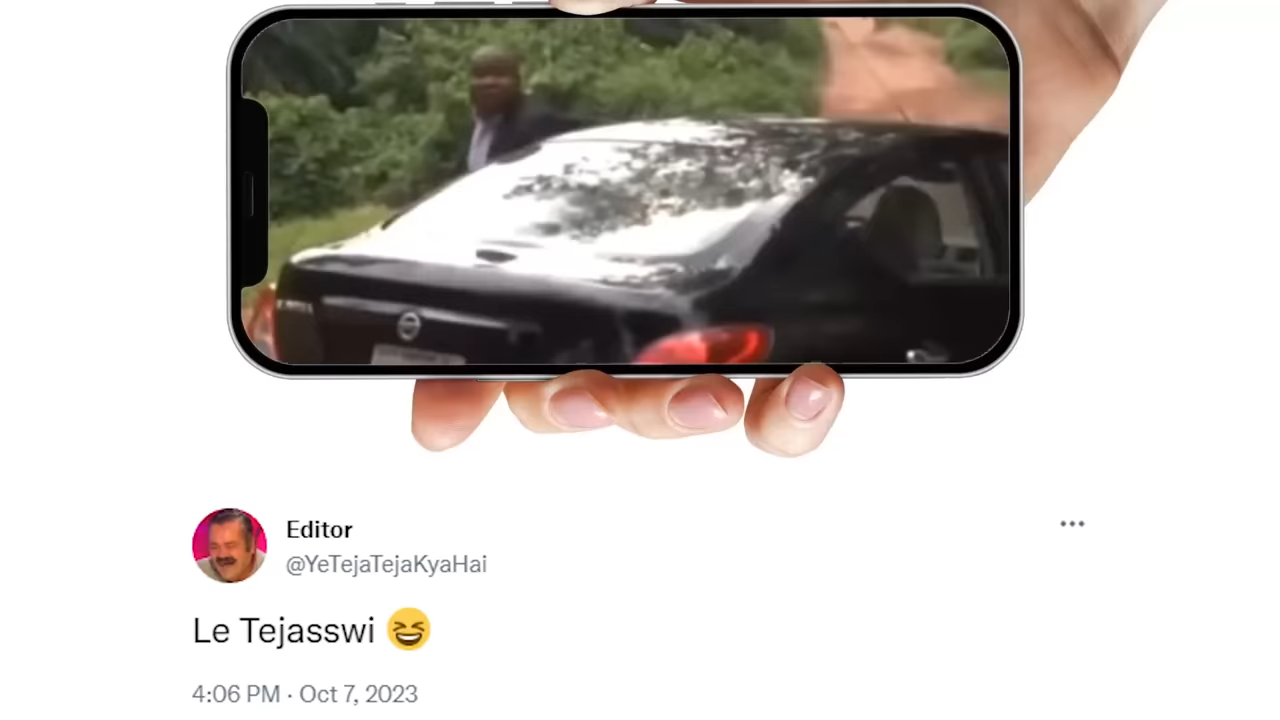 Editor
@YeTejaTejaKyaHai
Le Tejasswi 😆
4:06 PM · Oct 7, 2023